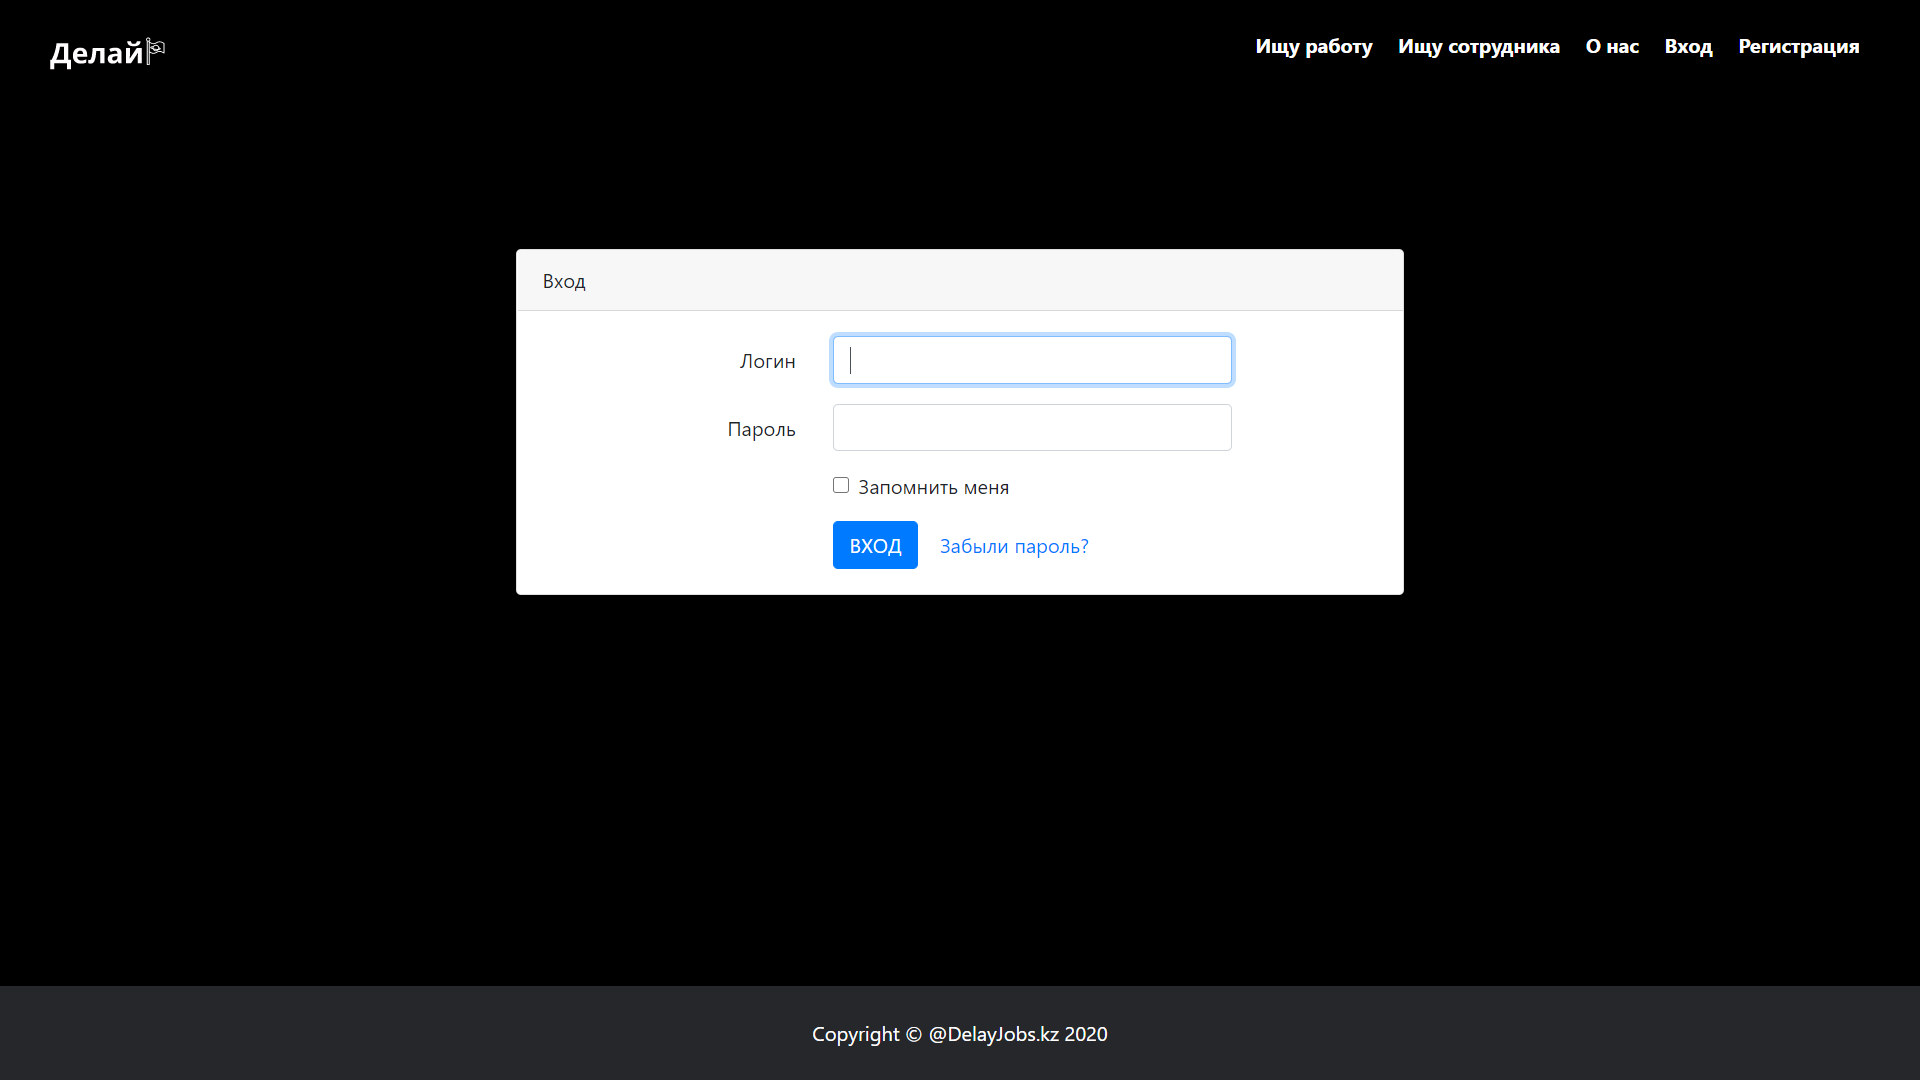 Делай
Ищу работу Ищу сотрудника О нас Вход Регистрация
Вход
Логин
Пароль
Запомнить меня
ВХОД Забыли пароль?
Copyright © @DelayJobs.kz 2020